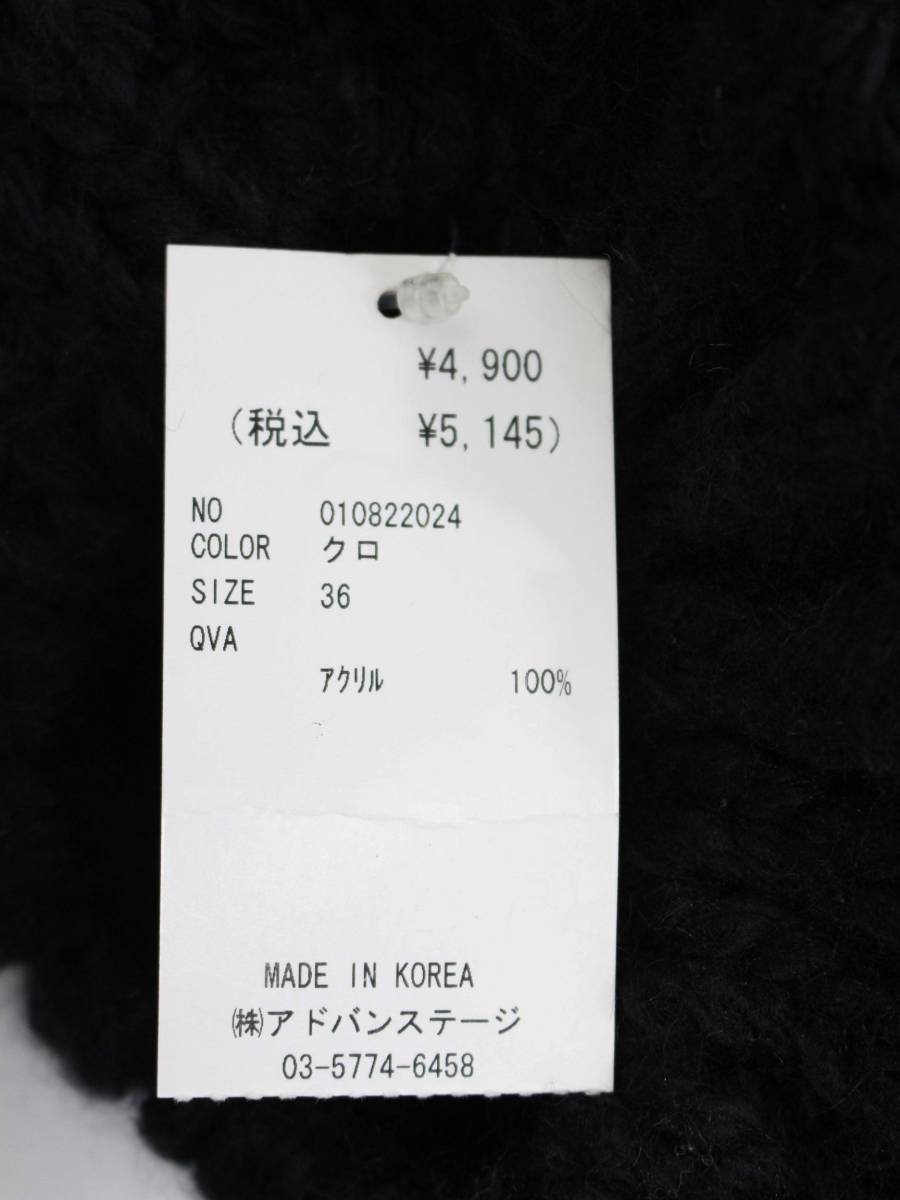 ¥4,900
(税込 ¥5,145)
NO 010822024
COLOR クロ
SIZE 36
QVA
アクリル 100%
MADE IN KOREA
㈱アドバンステージ
03-5774-6458